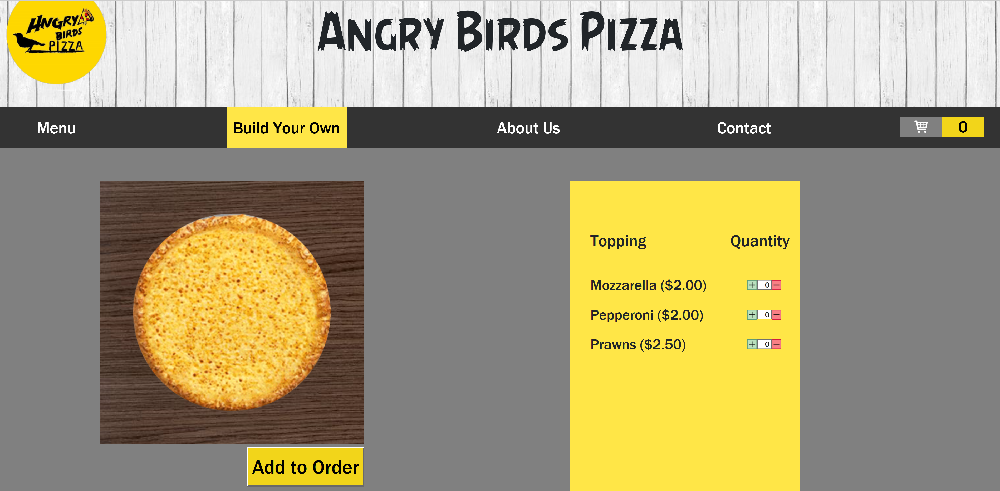 ANGRY
BIRDS
PIZZA
ANGRY BIRDS PIZZA
Menu
Build Your Own
About Us
Contact
0
Topping Quantity
Mozzarella ($2.00) + 0 −
Pepperoni ($2.00) + 0 −
Prawns ($2.50) + 0 −
Add to Order